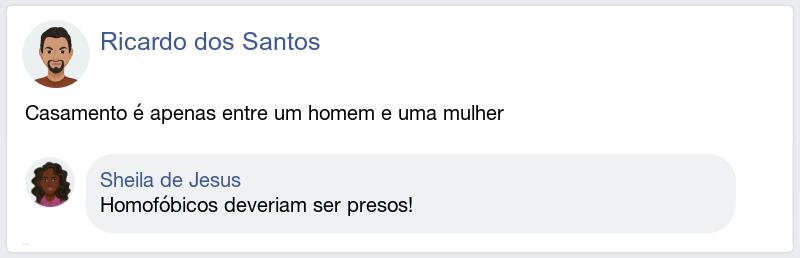 Ricardo dos Santos
Casamento é apenas entre um homem e uma mulher
Sheila de Jesus
Homofóbicos deveriam ser presos!